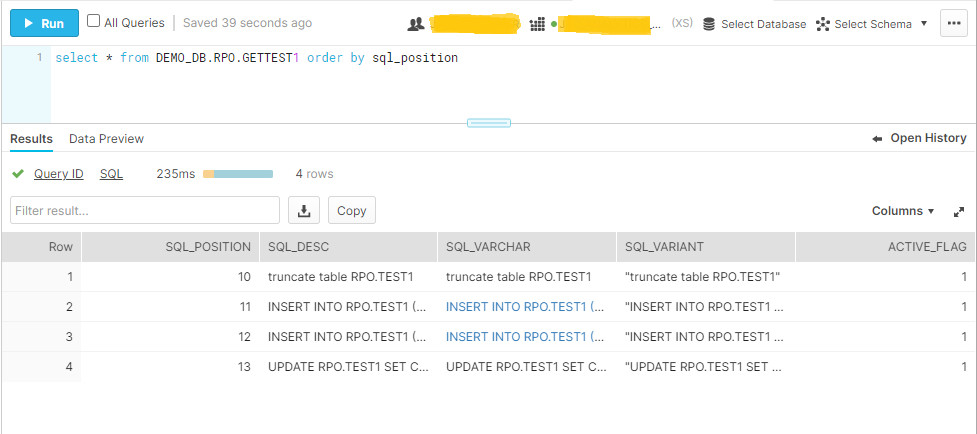 Run All Queries Saved 39 seconds ago (XS) Select Database Select Schema
1 select * from DEMO_DB.RPO.GETTEST1 order by sql_position
Results Data Preview Open History
Query ID SQL 235ms 4 rows
Filter result... Copy Columns
Row SQL_POSITION SQL_DESC SQL_VARCHAR SQL_VARIANT ACTIVE_FLAG
1 10 truncate table RPO.TEST1 truncate table RPO.TEST1 "truncate table RPO.TEST1" 1
2 11 INSERT INTO RPO.TEST1 (... INSERT INTO RPO.TEST1 (... "INSERT INTO RPO.TEST1 ... 1
3 12 INSERT INTO RPO.TEST1 (... INSERT INTO RPO.TEST1 (... "INSERT INTO RPO.TEST1 ... 1
4 13 UPDATE RPO.TEST1 SET C... UPDATE RPO.TEST1 SET C... "UPDATE RPO.TEST1 SET ... 1